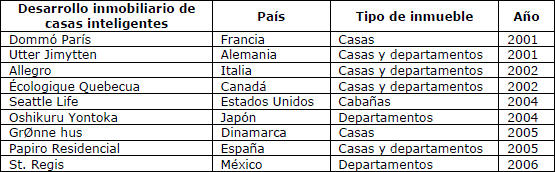 Desarrollo inmobiliario de casas inteligentes País Tipo de inmueble Año
Dommó París Francia Casas 2001
Utter Jimytten Alemania Casas y departamentos 2001
Allegro Italia Casas y departamentos 2002
Écologique Quebecua Canadá Casas y departamentos 2002
Seattle Life Estados Unidos Cabañas 2004
Oshikuru Yontoka Japón Departamentos 2004
GrØnne hus Dinamarca Casas 2005
Papiro Residencial España Casas y departamentos 2005
St. Regis México Departamentos 2006